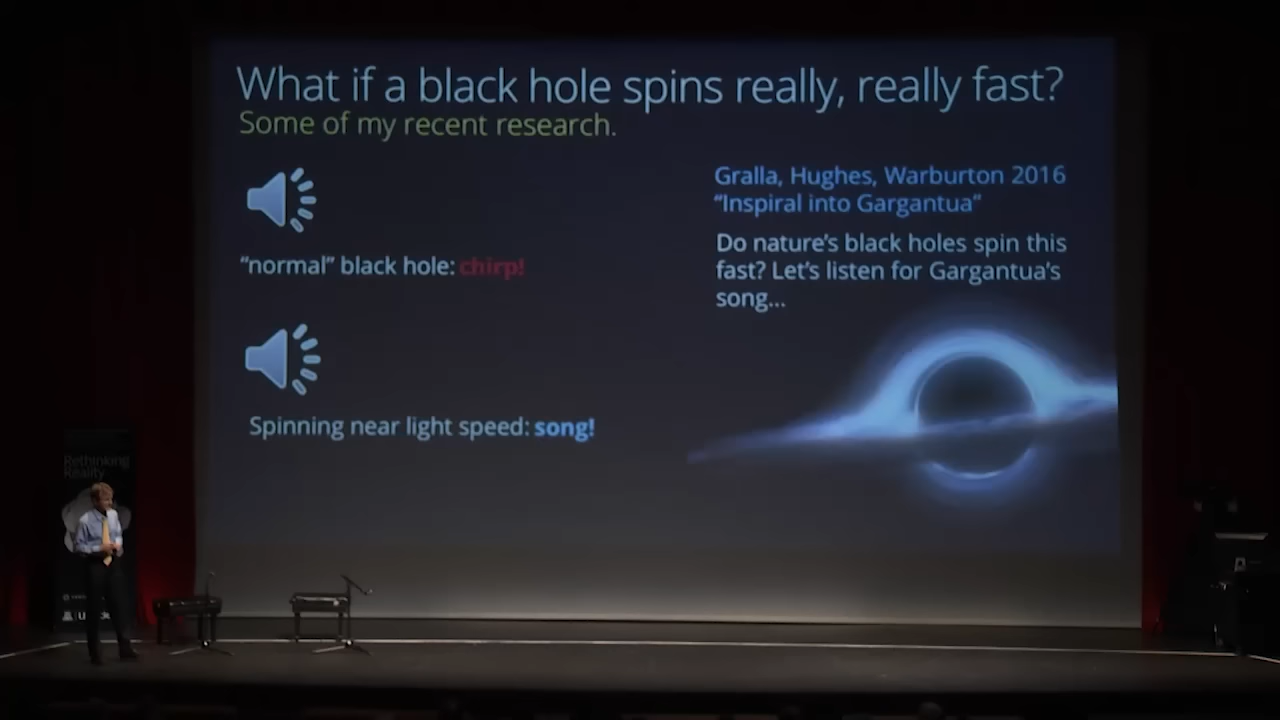 What if a black hole spins really, really fast?
Some of my recent research.
"normal" black hole: chirp!
Spinning near light speed: song!
Gralla, Hughes, Warburton 2016
"Inspiral into Gargantua"
Do nature's black holes spin this
fast? Let's listen for Gargantua's
song...
Rethinking
Reality